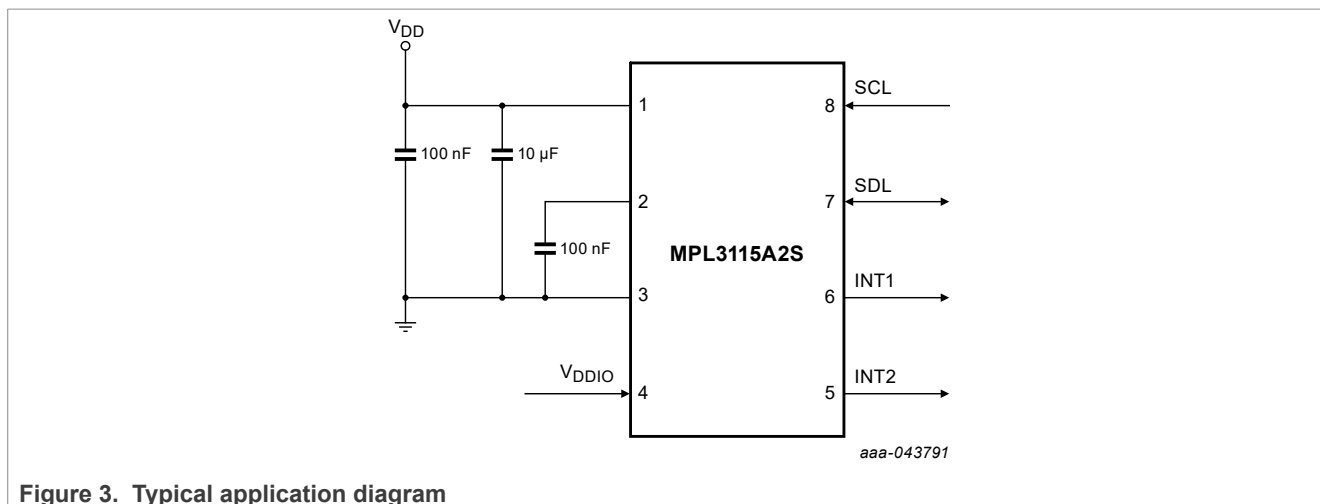 VDD
1
8
SCL
100 nF
10 µF
2
7
SDL
100 nF
MPL3115A2S
3
6
INT1
VDDIO
4
5
INT2
aaa-043791
Figure 3. Typical application diagram